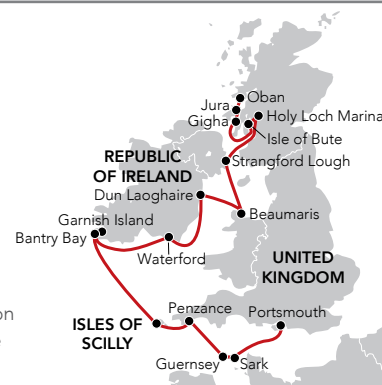 Oban
Jura
Gigha
Holy Loch Marina
Isle of Bute
Strangford Lough
REPUBLIC
OF IRELAND
Dun Laoghaire
Garnish Island
Beaumaris
Bantry Bay
Waterford
UNITED
KINGDOM
Penzance
Portsmouth
ISLES OF
SCILLY
Guernsey
Sark